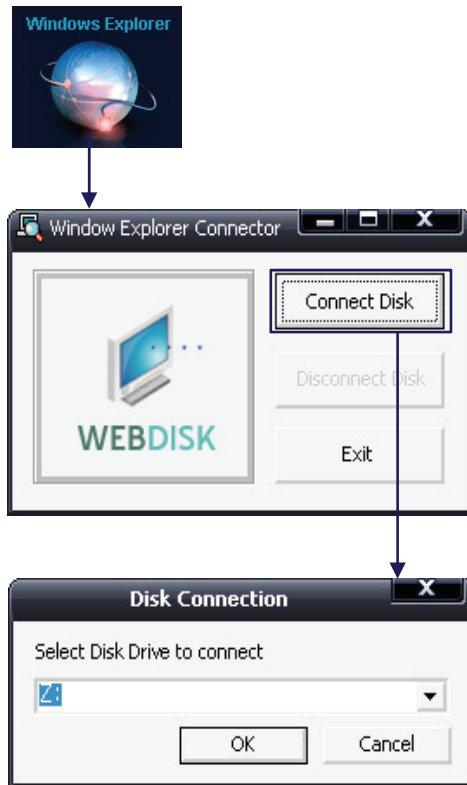 Windows Explorer
Window Explorer Connector
X
Connect Disk
Disconnect Disk
WEBDISK
Exit
Disk Connection
X
Select Disk Drive to connect
Z:
OK Cancel